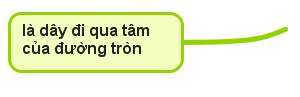 là dây đi qua tâm
của đường tròn